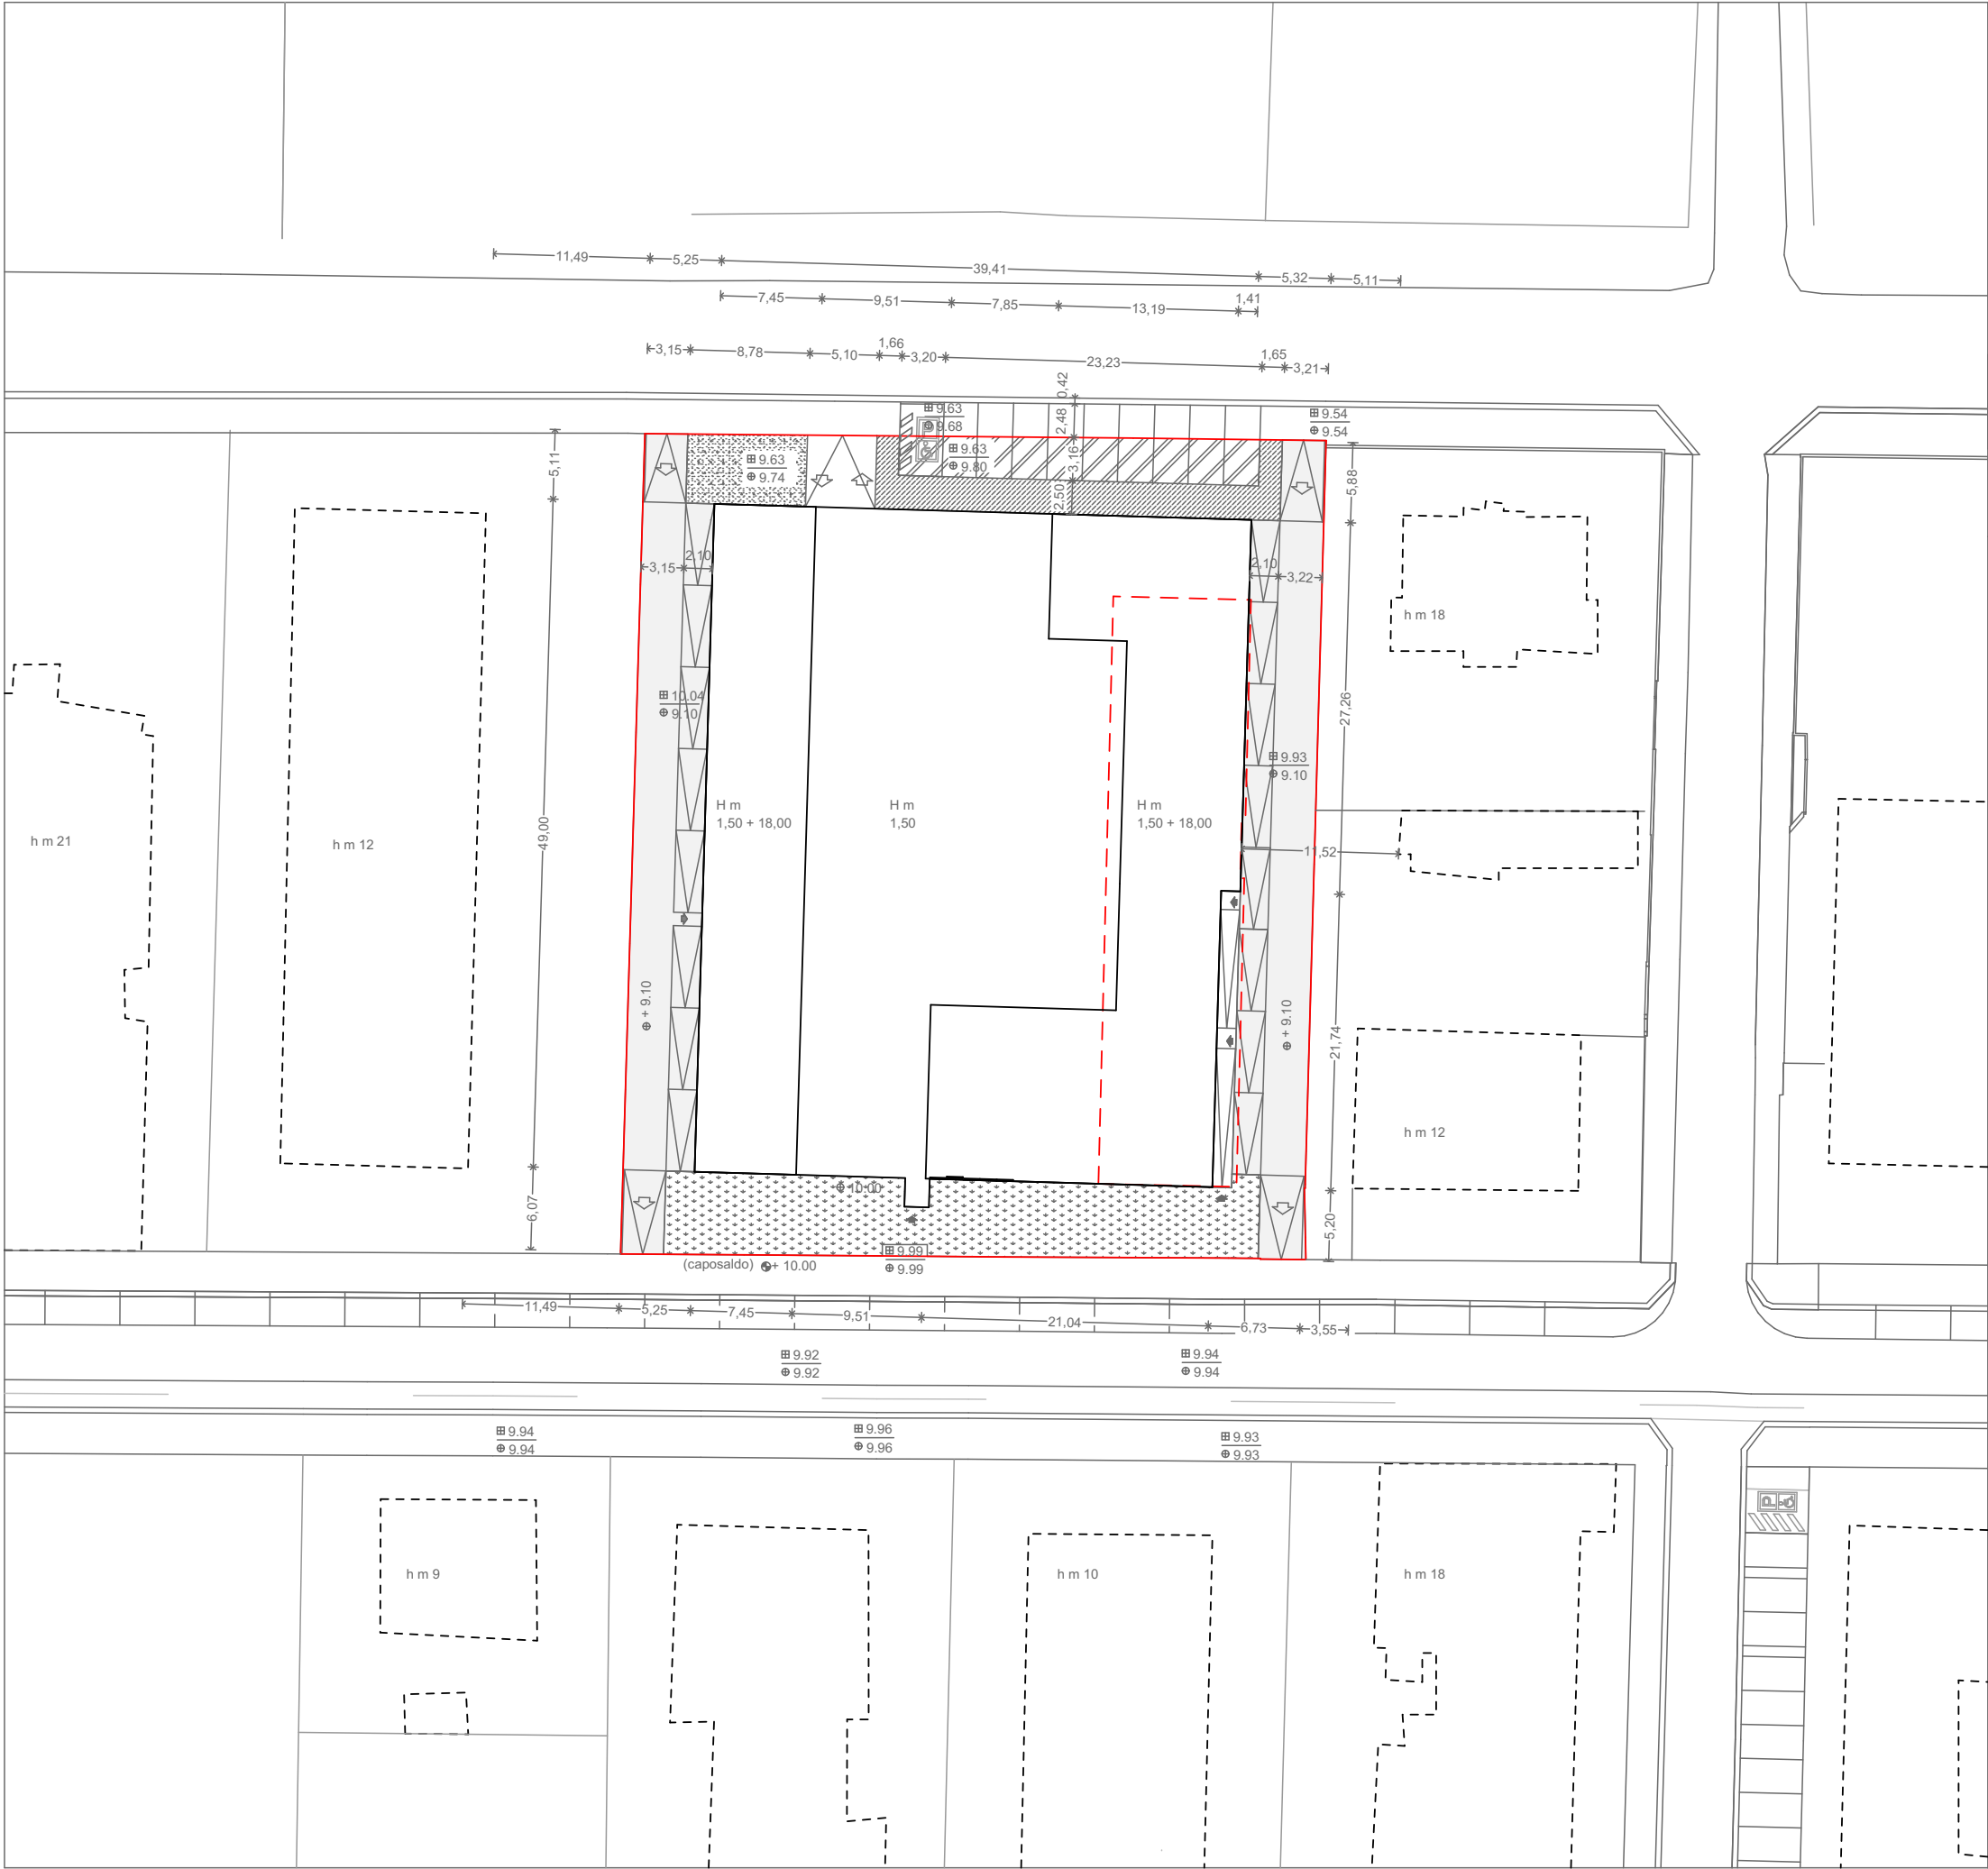 11,49 5,25 39,41 5,32 5,11
7,45 9,51 7,85 13,19 1,41
3,15 8,78 5,10 1,66 3,20 23,23 1,65 3,21
0,42
2,48
3,16
2,50
9.63
9.68
P
9.63
9.80
9.63
9.74
9.54
9.54
5,11
49,00
6,07
3,15 2,10
2,10 3,22
5,88
27,26
21,74
5,20
11,52
10.04
9.10
9.93
9.10
+ 9.10
+ 9.10
H m
1,50 + 18,00
H m
1,50
H m
1,50 + 18,00
h m 21
h m 12
h m 18
h m 12
10.00
9.99
9.99
(caposaldo) + 10.00
11,49 5,25 7,45 9,51 21,04 6,73 3,55
9.92
9.92
9.94
9.94
9.94
9.94
9.96
9.96
9.93
9.93
P
h m 9
h m 10
h m 18